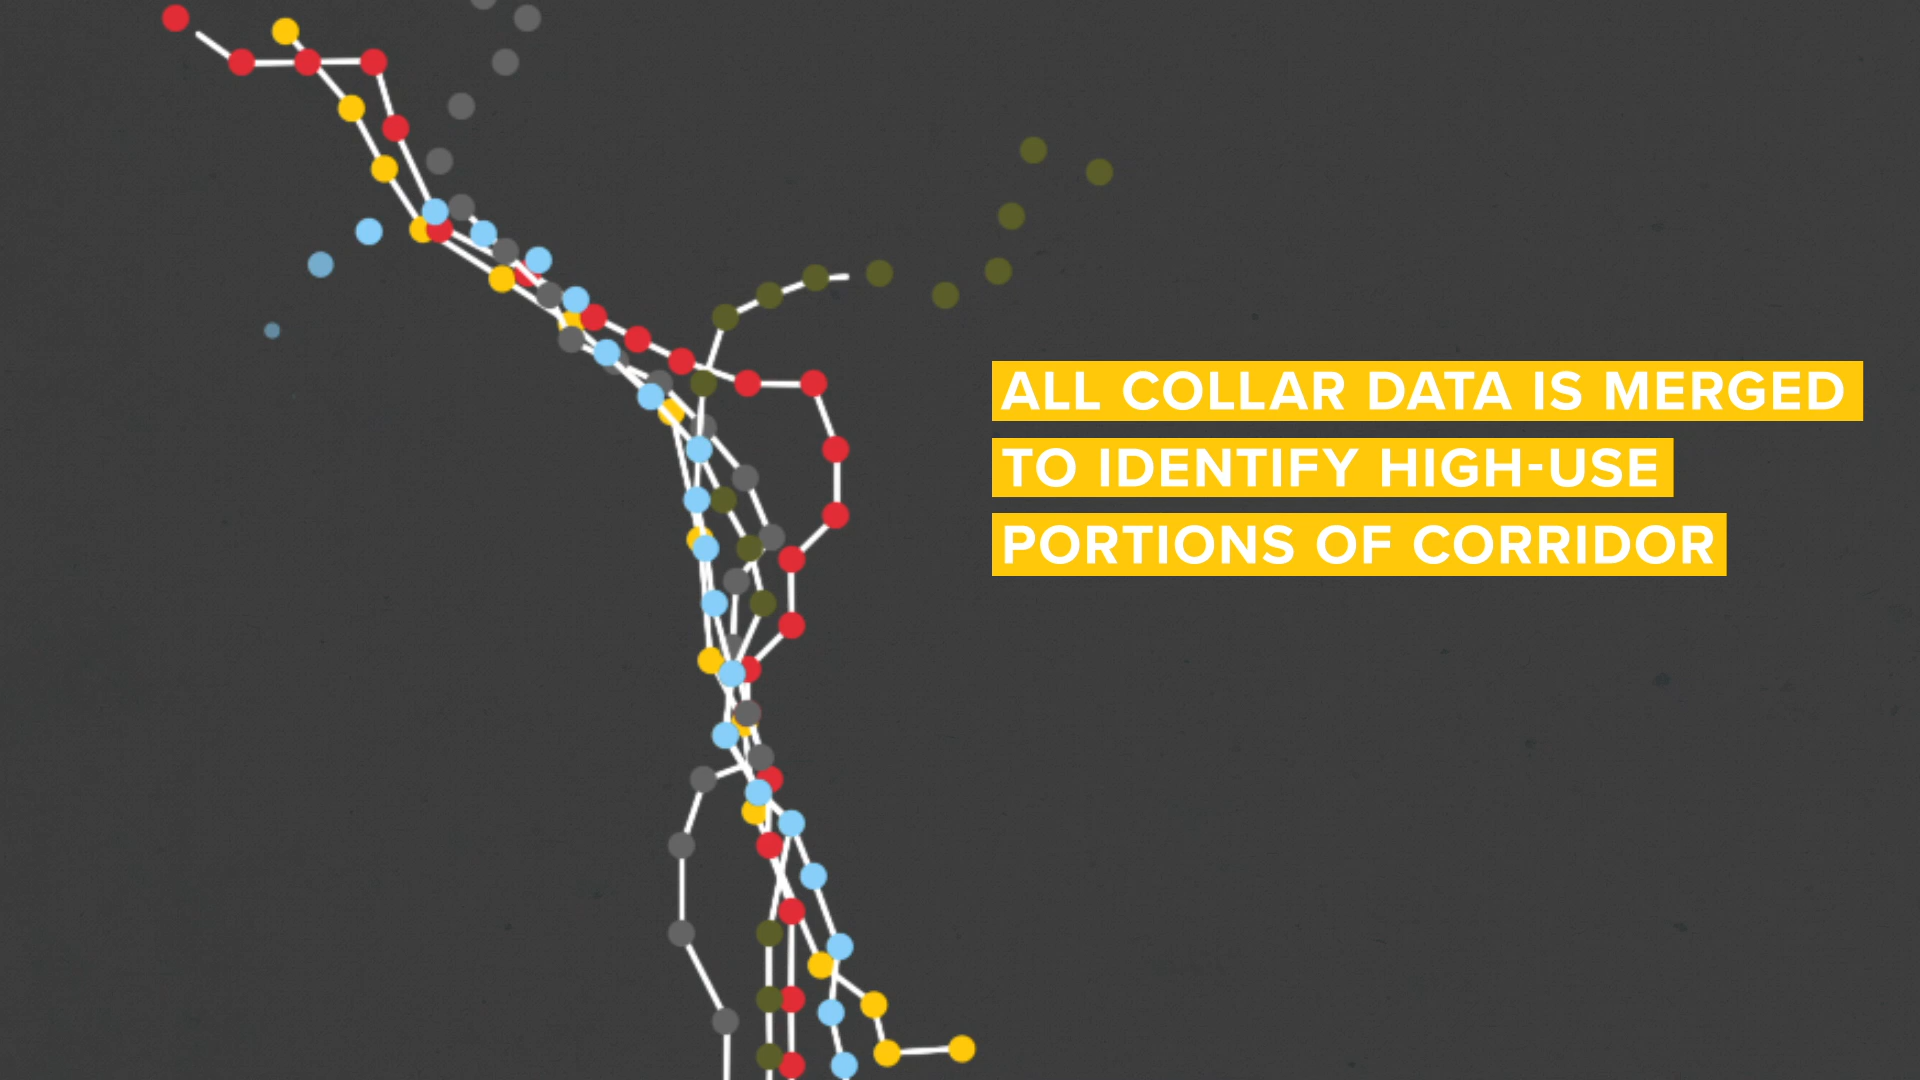 ALL COLLAR DATA IS MERGED
TO IDENTIFY HIGH-USE
PORTIONS OF CORRIDOR